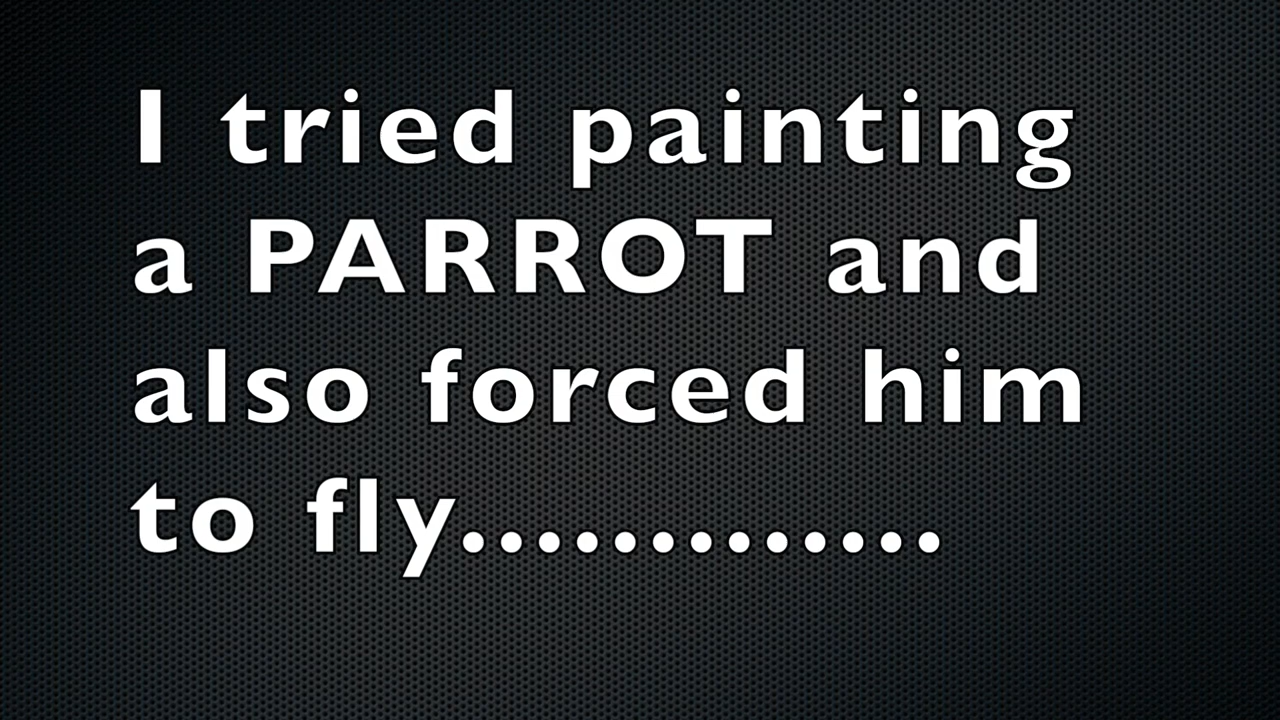 I tried painting
a PARROT and
also forced him
to fly.............